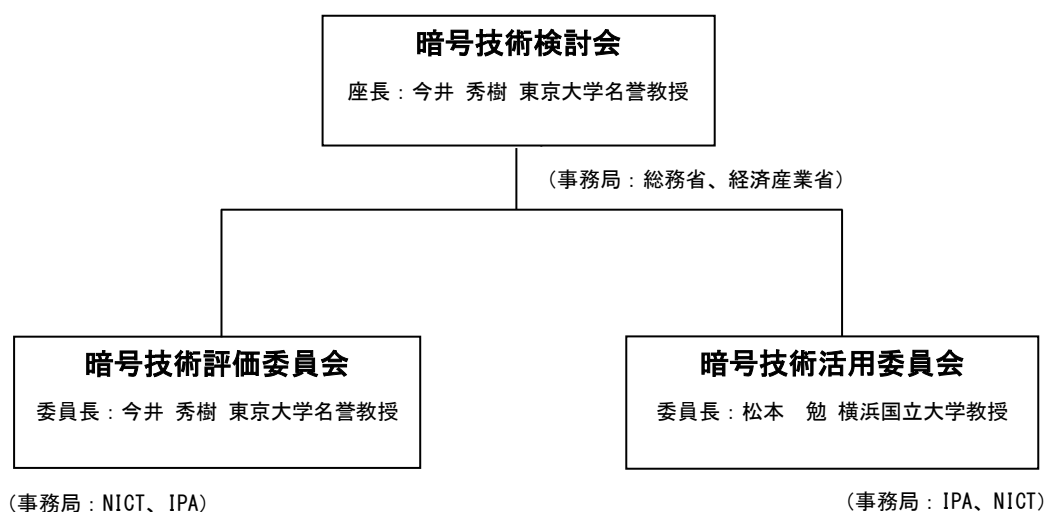 暗号技術検討会
座長：今井 秀樹 東京大学名誉教授
（事務局：総務省、経済産業省）
暗号技術評価委員会
委員長：今井 秀樹 東京大学名誉教授
（事務局：NICT、IPA）
暗号技術活用委員会
委員長：松本　勉 横浜国立大学教授
（事務局：IPA、NICT）